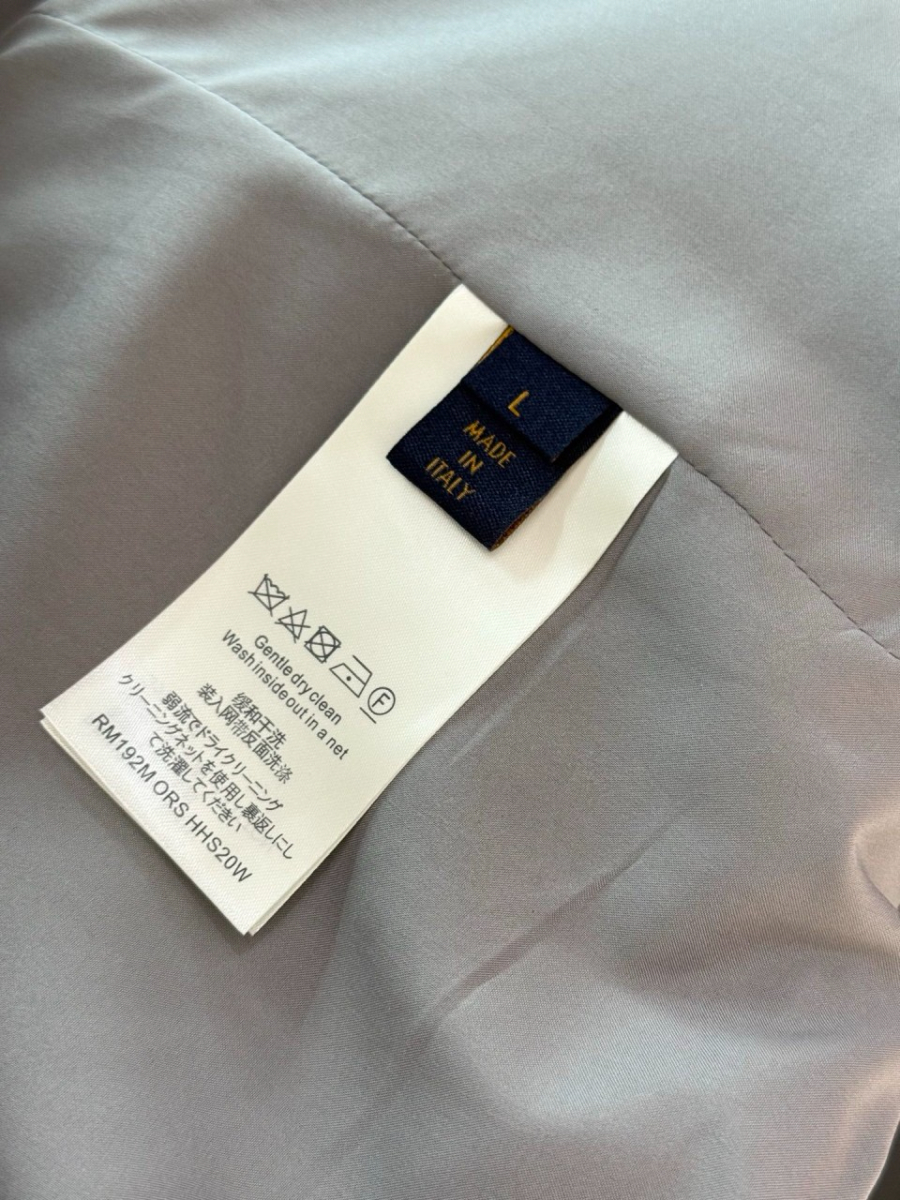 L
MADE
IN
ITALY
F
Gentle dry clean
Wash inside out in a net
缓和干洗
装入网带反面洗涤
弱流でドライクリーニング
クリーニングネットを使用し裏返しにし
て洗濯してください
RM192M ORS HHS20W